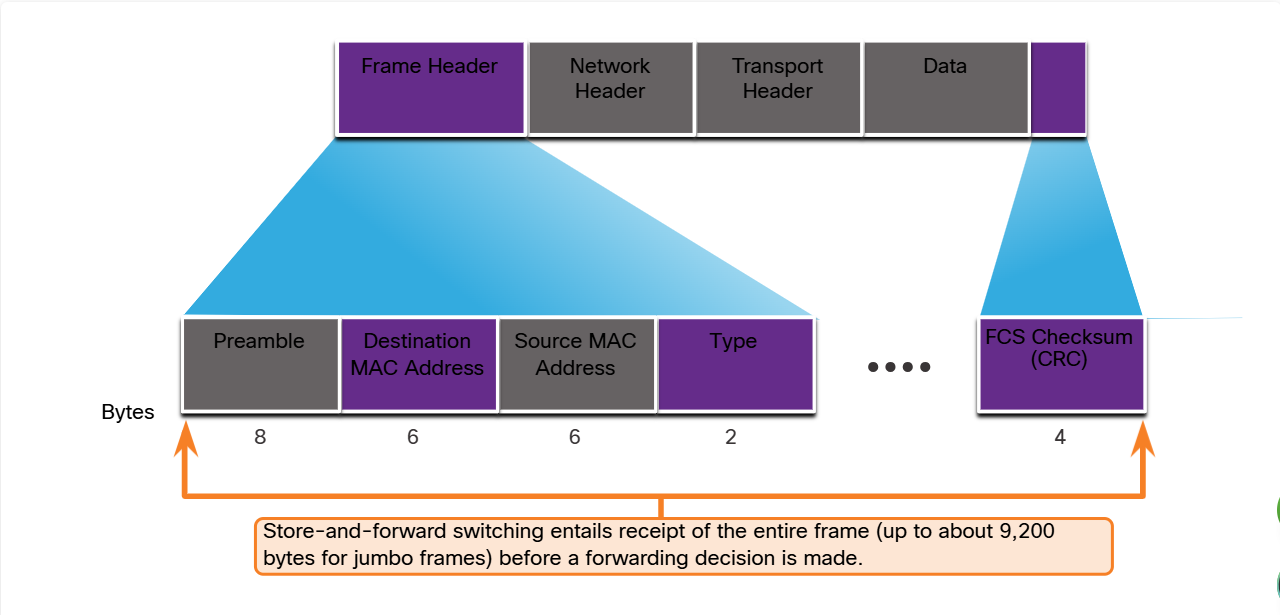 Frame Header
Network
Header
Transport
Header
Data
Preamble
Destination
MAC Address
Source MAC
Address
Type
••••
FCS Checksum
(CRC)
Bytes
8
6
6
2
4
Store-and-forward switching entails receipt of the entire frame (up to about 9,200
bytes for jumbo frames) before a forwarding decision is made.